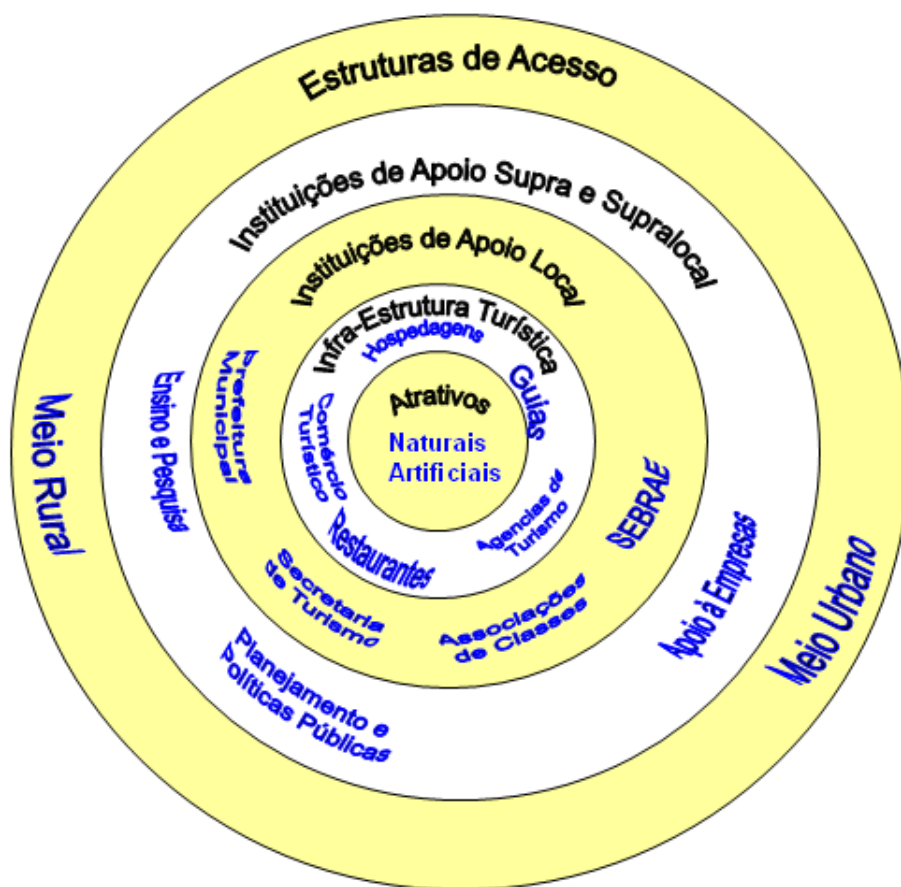 Estruturas de Acesso
Instituições de Apoio Supra e Supralocal
Instituições de Apoio Local
Infra-Estrutura Turística
Hospedagens
Guias
Atrativos
Naturais
Artificiais
Comércio
Turístico
Restaurantes
Agencias de
Turismo
Prefeitura
Municipal
Secretaria
de Turismo
Associações
de Classes
SEBRAE
Ensino e Pesquisa
Planejamento e
Políticas Públicas
Apoio à Empresas
Meio Rural
Meio Urbano